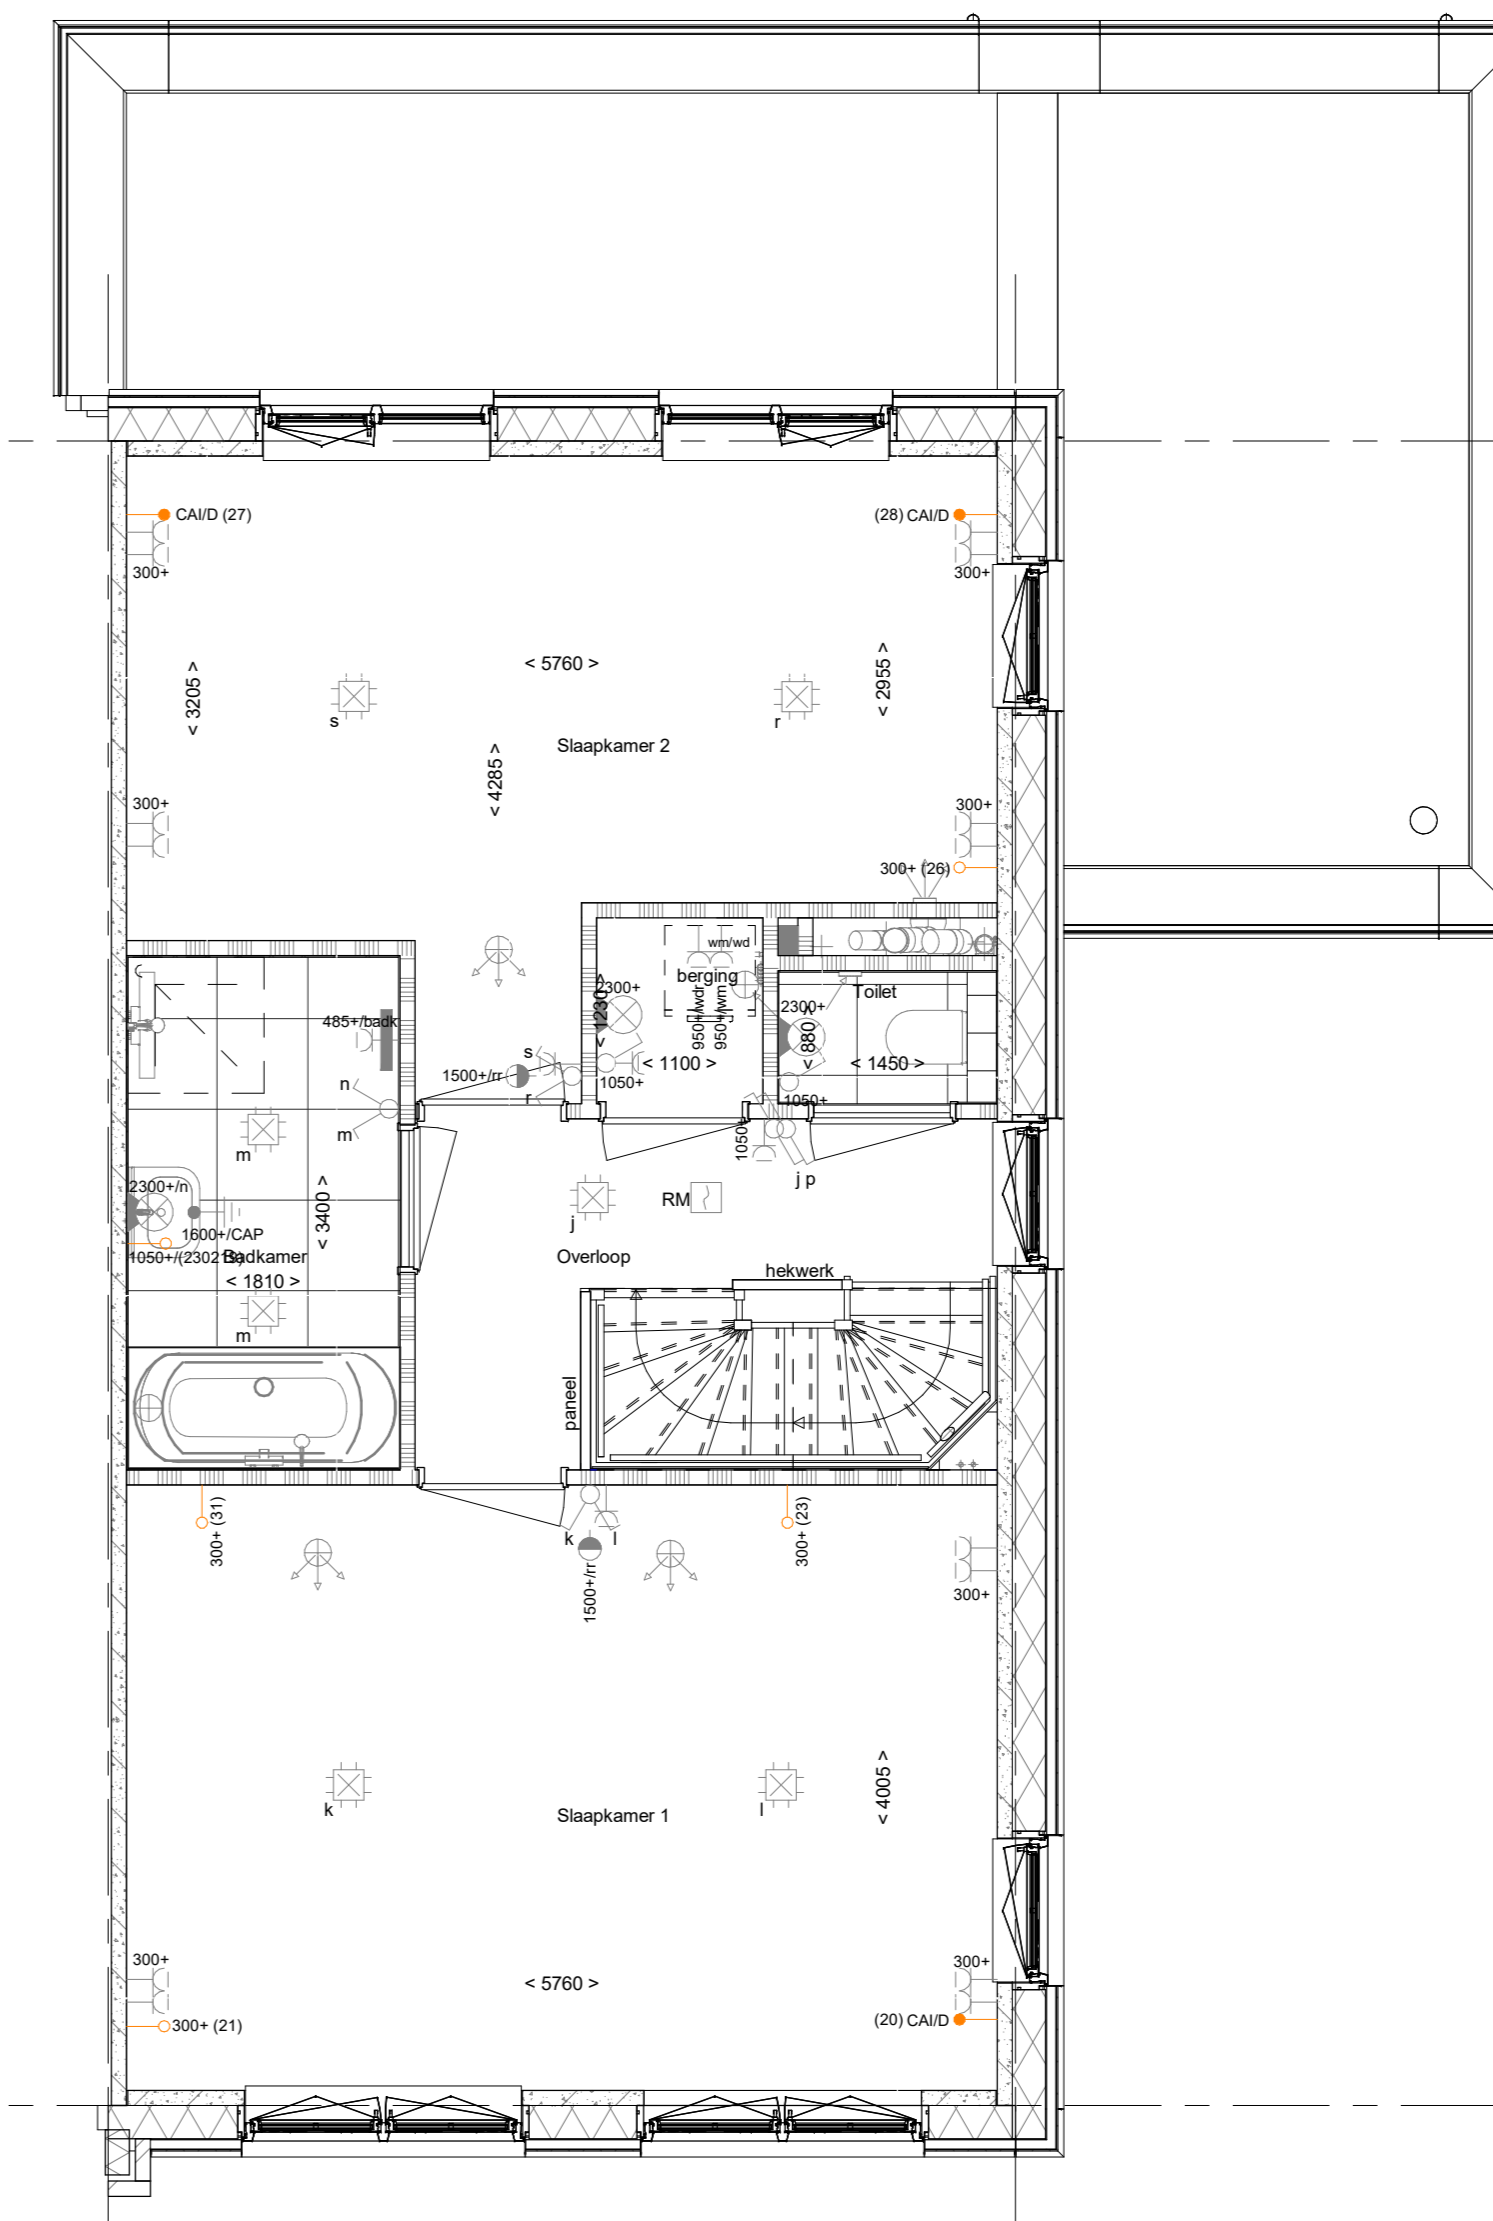 CAI/D (27)
(28) CAI/D
300+
300+
< 5760 >
< 3205 >
< 2955 >
s
r
Slaapkamer 2
< 4285 >
300+
300+
300+ (26)
wm/wd
berging
Toilet
2300+
< 1230 >
950+/wdr
950+/wm
2300+
485+/badk
< 880 >
s
1500+/rr
< 1100 >
< 1450 >
n
1050+
r
1050+
m
m
1050+
j p
2300+/n
< 3400 >
j
RM
1600+/CAP
1050+/(230219)
Badkamer
Overloop
< 1810 >
hekwerk
m
paneel
300+ (31)
300+ (23)
k
l
1500+/rr
300+
< 4005 >
k
l
Slaapkamer 1
300+
300+
< 5760 >
300+ (21)
(20) CAI/D